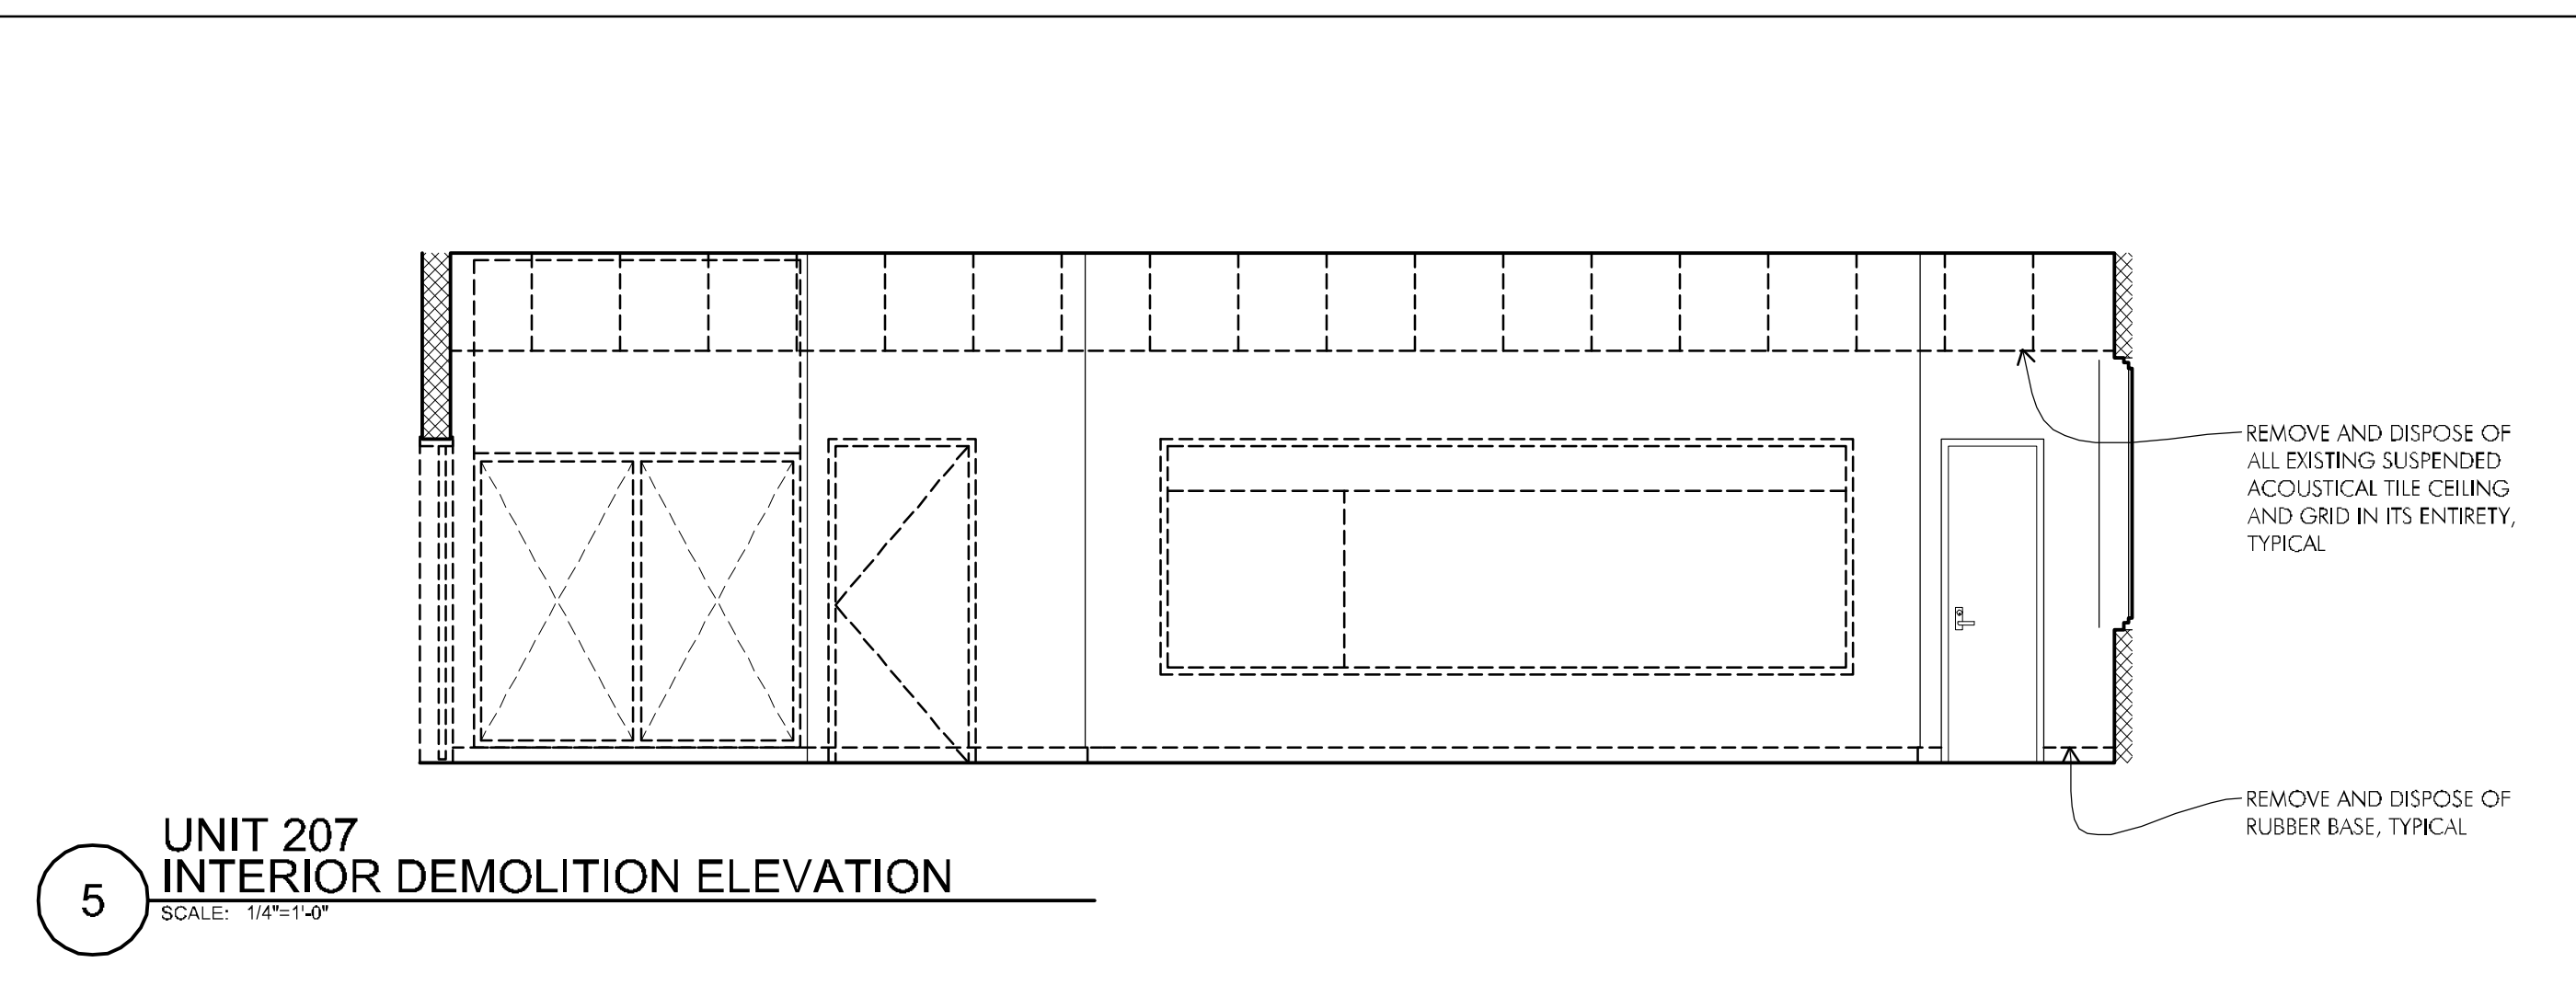 REMOVE AND DISPOSE OF
ALL EXISTING SUSPENDED
ACOUSTICAL TILE CEILING
AND GRID IN ITS ENTIRETY,
TYPICAL
REMOVE AND DISPOSE OF
RUBBER BASE, TYPICAL
5
UNIT 207
INTERIOR DEMOLITION ELEVATION
SCALE: 1/4"=1'-0"